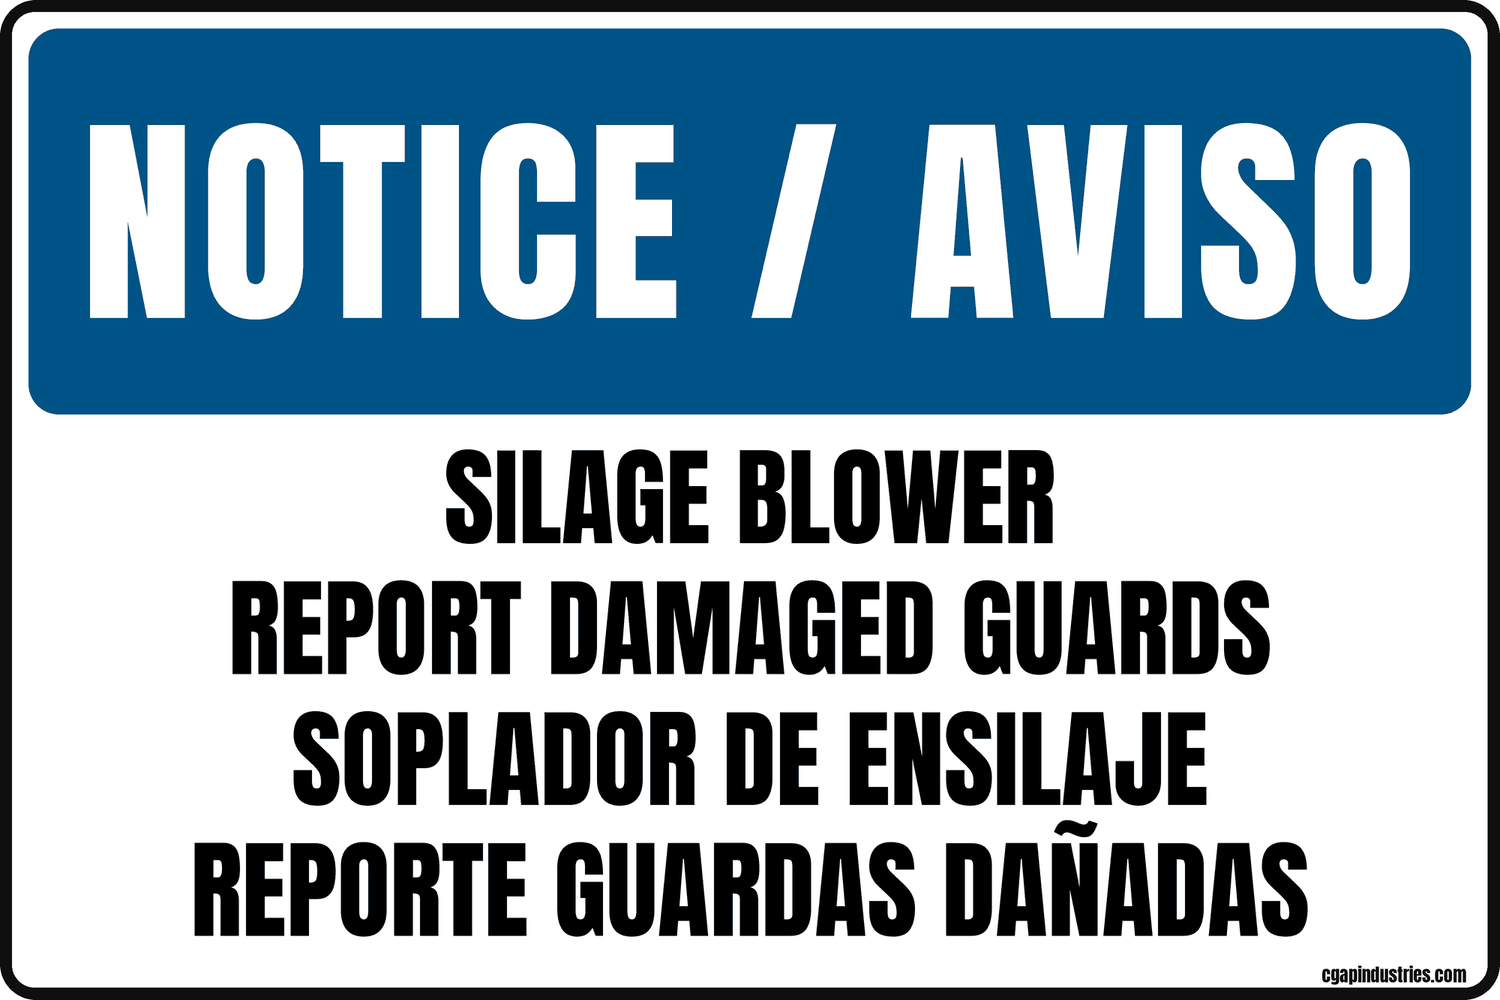 NOTICE / AVISO
SILAGE BLOWER
REPORT DAMAGED GUARDS
SOPLADOR DE ENSILAJE
REPORTE GUARDAS DAÑADAS
cgapindustries.com